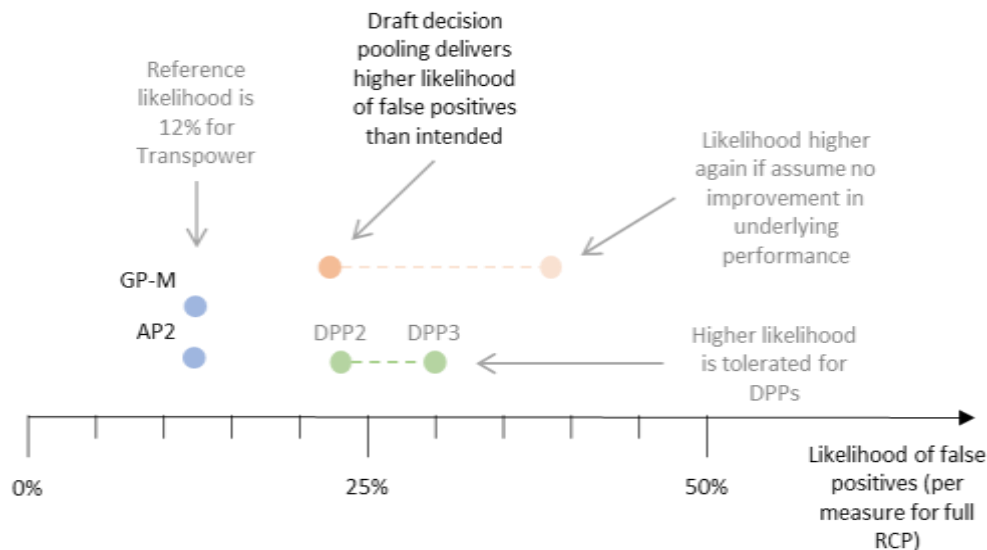 Draft decision
pooling delivers
higher likelihood
of false positives
than intended
Reference
likelihood is
12% for
Transpower
Likelihood higher
again if assume no
improvement in
underlying
performance
GP-M
AP2
DPP2
DPP3
Higher likelihood
is tolerated for
DPPs
0%
25%
50%
Likelihood of false
positives (per
measure for full
RCP)